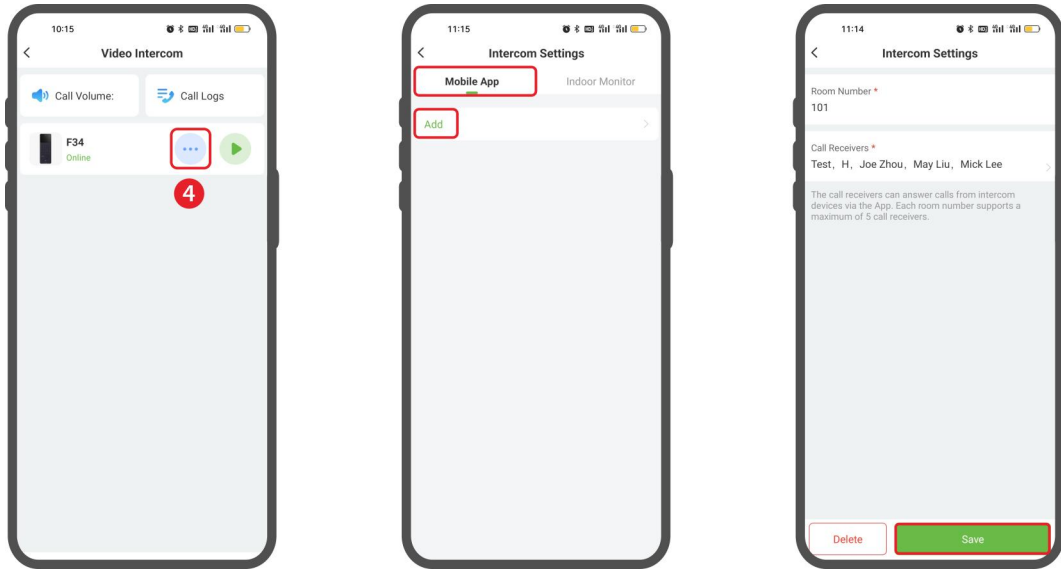 10:15
Video Intercom
Call Volume:
Call Logs
F34
Online
4
11:15
Intercom Settings
Mobile App
Indoor Monitor
Add
11:14
Intercom Settings
Room Number *
101
Call Receivers *
Test, H, Joe Zhou, May Liu, Mick Lee
The call receivers can answer calls from intercom
devices via the App. Each room number supports a
maximum of 5 call receivers.
Delete
Save